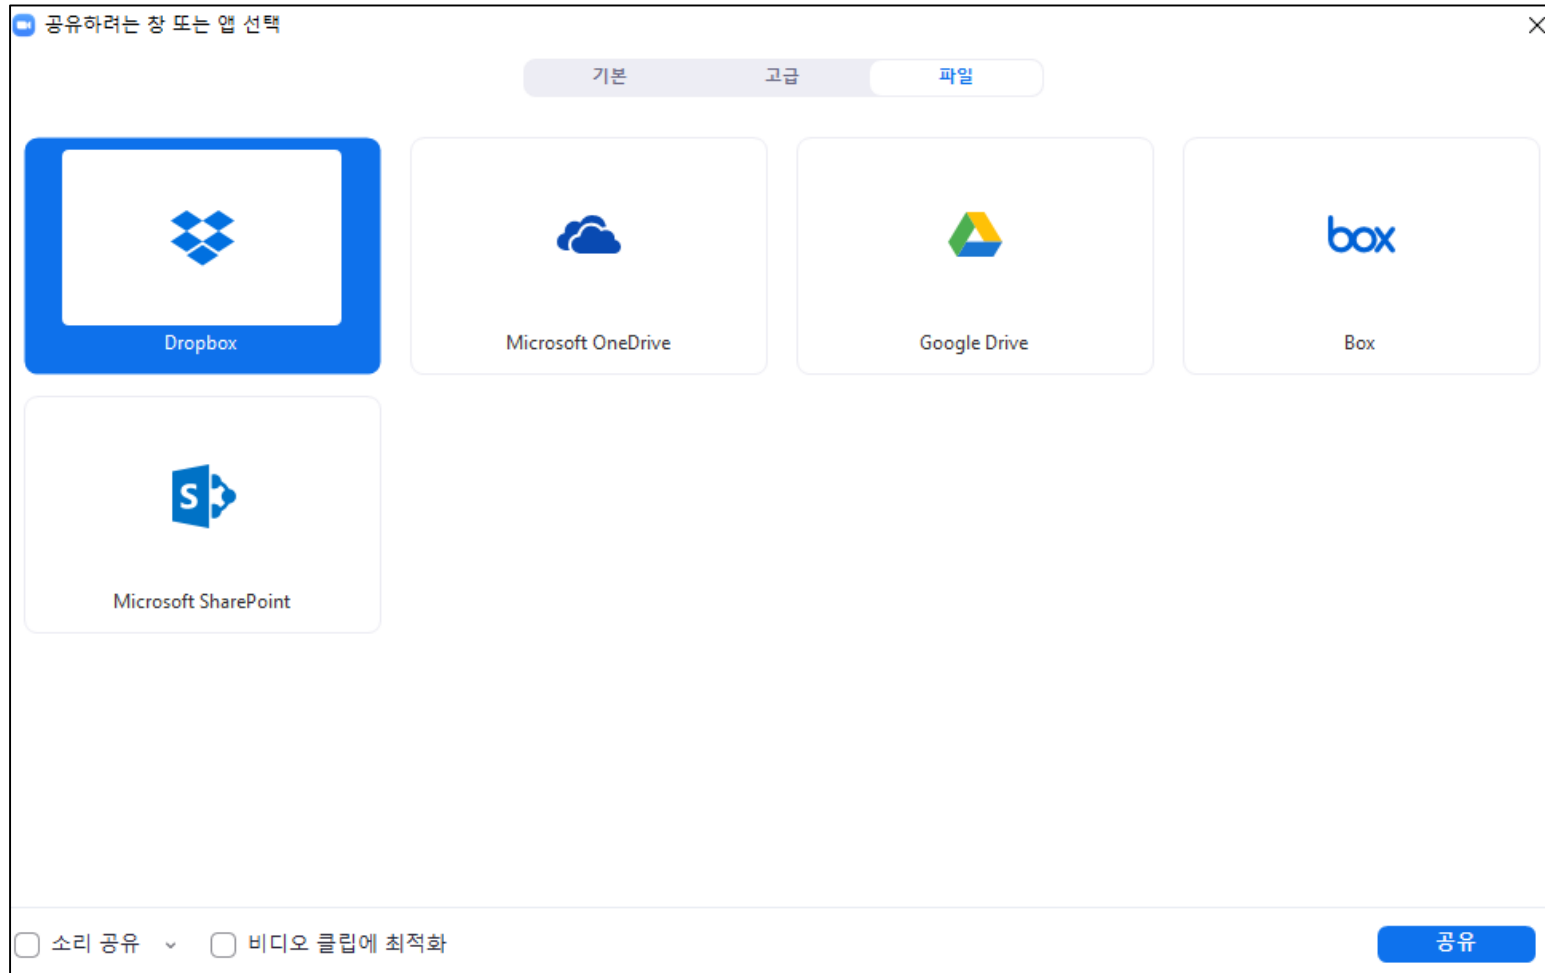 공유하려는 창 또는 앱 선택
기본 고급 파일
Dropbox Microsoft OneDrive Google Drive box Box
S
Microsoft SharePoint
소리 공유 비디오 클립에 최적화 공유